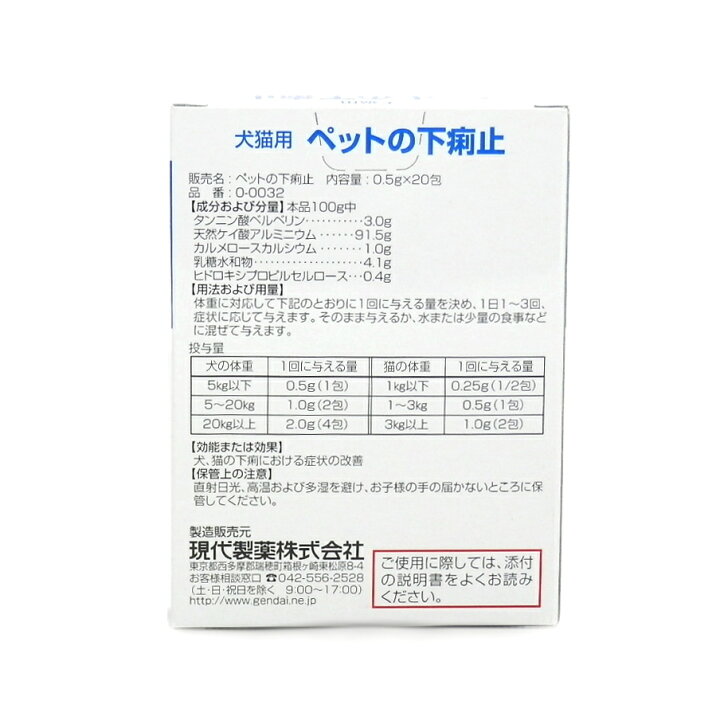 犬猫用 ペットの下痢止
販売名：ペットの下痢止 内容量：0.5g×20包
品 番：0-0032
【成分および分量】本品100g中
タンニン酸ベルベリン‥‥‥‥‥3.0g
天然ケイ酸アルミニウム‥‥‥91.5g
カルメロースカルシウム‥‥‥‥1.0g
乳糖水和物‥‥‥‥‥‥‥‥‥4.1g
ヒドロキシプロピルセルロース‥‥0.4g
【用法および用量】
体重に対応して下記のとおりに1回に与える量を決め、1日1〜3回、
症状に応じて与えます。そのまま与えるか、水または少量の食事など
に混ぜて与えます。
投与量
犬の体重 1回に与える量 猫の体重 1回に与える量
5kg以下 0.5g(1包) 1kg以下 0.25g(1/2包)
5〜20kg 1.0g(2包) 1〜3kg 0.5g(1包)
20kg以上 2.0g(4包) 3kg以上 1.0g(2包)
【効能または効果】
犬、猫の下痢における症状の改善
【保管上の注意】
直射日光、高温および多湿を避け、お子様の手の届かないところに保
管してください。
製造販売元
現代製薬株式会社
東京都西多摩郡瑞穂町箱根ヶ崎東松原8-4
お客様相談窓口 ☎042-556-2528
(土・日・祝日を除く 9:00〜17:00)
http://www.gendai.ne.jp
ご使用に際しては、添付
の説明書をよくお読み
ください。